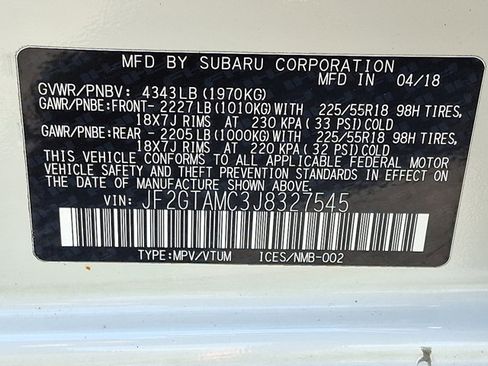 MFD BY SUBARU CORPORATION
GVWR/PNBV: 4343LB(1970KG) MFD IN 04/18
GAWR/PNBE:FRONT- 2227LB(1010KG)WITH 225/55R18 98H TIRES,
18X7J RIMS AT 230 KPA(33 PSI)COLD
GAWR/PNBE:REAR - 2205LB(1000KG)WITH 225/55R18 98H TIRES,
18X7J RIMS AT 220 KPA(32 PSI)COLD
THIS VEHICLE CONFORMS TO ALL APPLICABLE FEDERAL MOTOR
VEHICLE SAFETY AND THEFT PREVENTION STANDARDS IN EFFECT
ON THE DATE OF MANUFACTURE SHOWN ABOVE.
VIN: JF2GTAMC3J8327545
TYPE:MPV/VTUM ICES/NMB-002